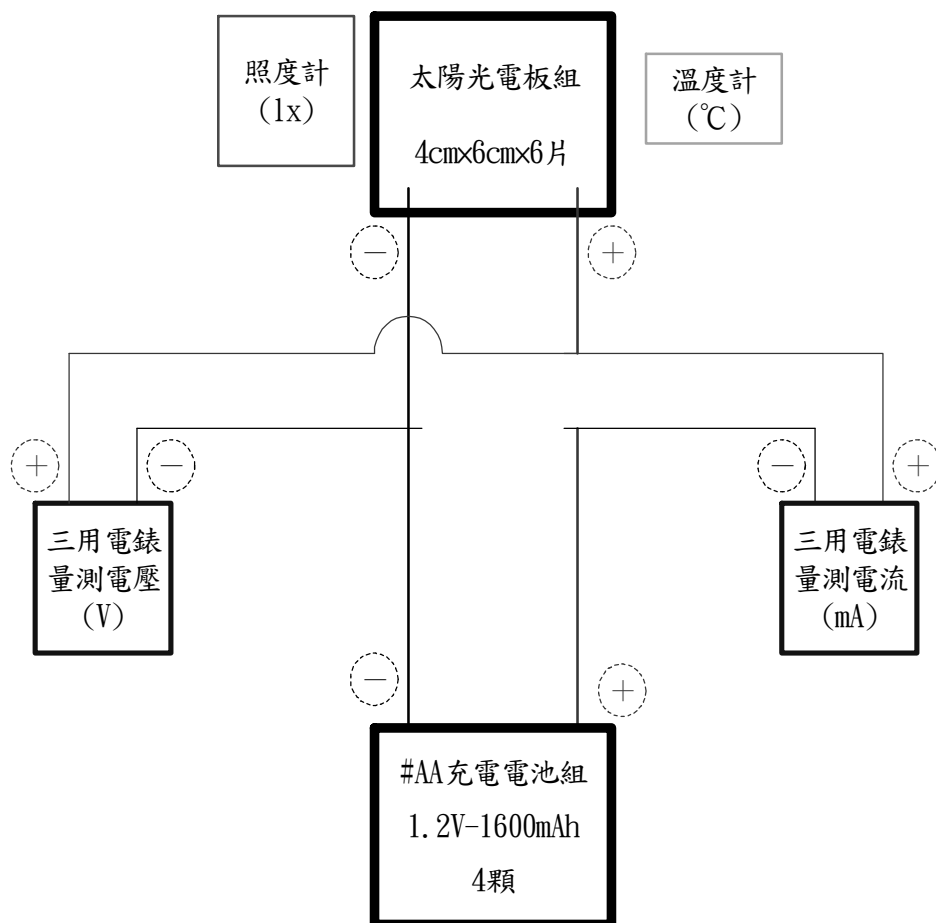 照度計
(lx)
太陽光電板組
4cm×6cm×6片
溫度計
(℃)
−
+
+
−
−
+
三用電錶
量測電壓
(V)
三用電錶
量測電流
(mA)
−
+
#AA充電電池組
1.2V-1600mAh
4顆